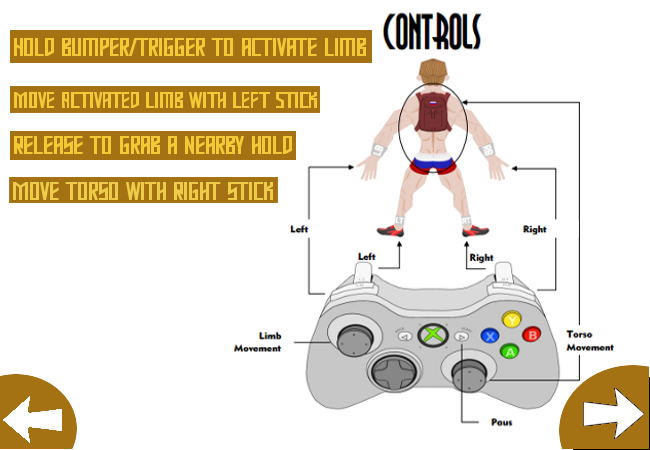 CONTROLS
HOLD BUMPER/TRIGGER TO ACTIVATE LIMB
MOVE ACTIVATED LIMB WITH LEFT STICK
RELEASE TO GRAB A NEARBY HOLD
MOVE TORSO WITH RIGHT STICK
Left
Right
Left
Right
Limb
Movement
Y
X
B
A
Torso
Movement
Pous